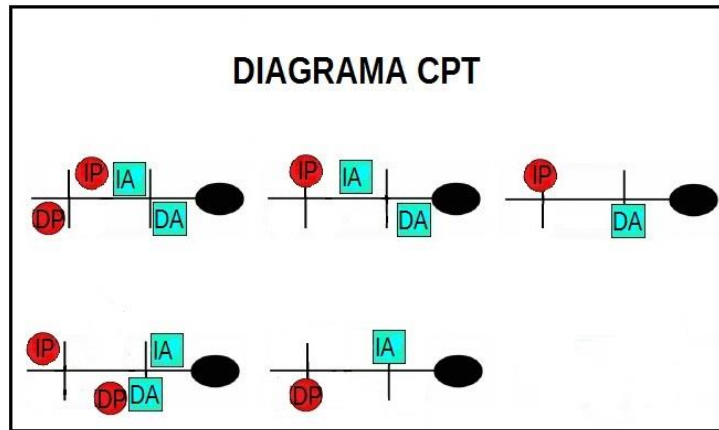 DIAGRAMA CPT
IP IA
DP DA
IP IA
DA
IP
DA
IP IA
DP DA
IA
DP